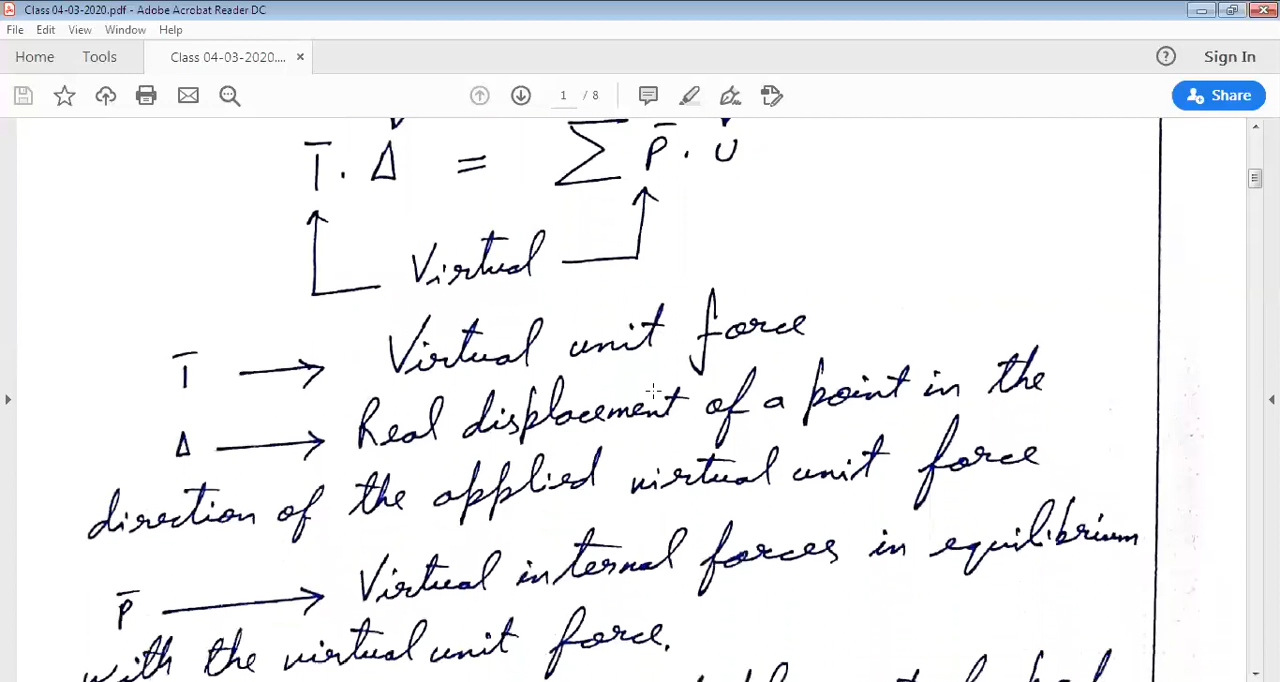 Class 04-03-2020.pdf - Adobe Acrobat Reader DC
File Edit View Window Help
Home Tools Class 04-03-2020.... × ? Sign In
1 / 8 Share
1̅ . Δ = Σ P̅ . u
Virtual
1̅ → Virtual unit force
Δ → Real displacement of a point in the
direction of the applied virtual unit force
P̅ → Virtual internal forces in equilibrium
with the virtual unit force.